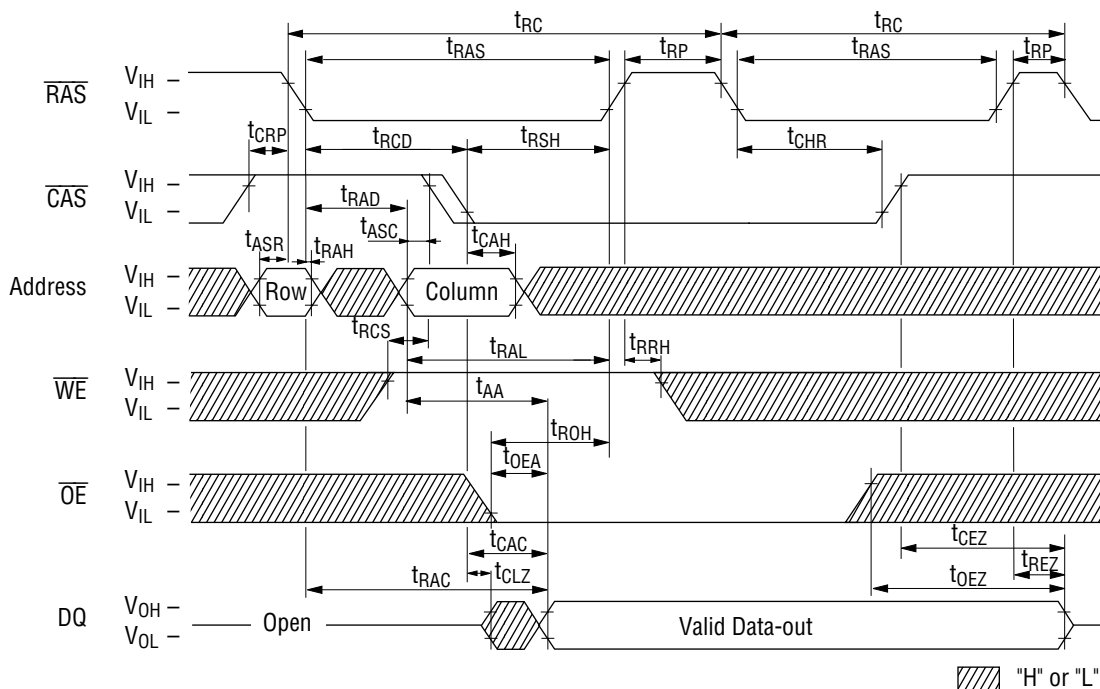 tRC tRC
tRAS tRP tRAS tRP
RAS VIH –
VIL –
tCRP tRCD tRSH tCHR
CAS VIH –
VIL –
tRAD
tASC tCAH
tASR tRAH
Address VIH –
VIL –
Row Column
tRCS
tRAL tRRH
WE VIH –
VIL –
tAA
tROH
tOEA
OE VIH –
VIL –
tCAC tCEZ
tRAC tCLZ tREZ
tOEZ
DQ VOH –
VOL –
Open Valid Data-out
"H" or "L"